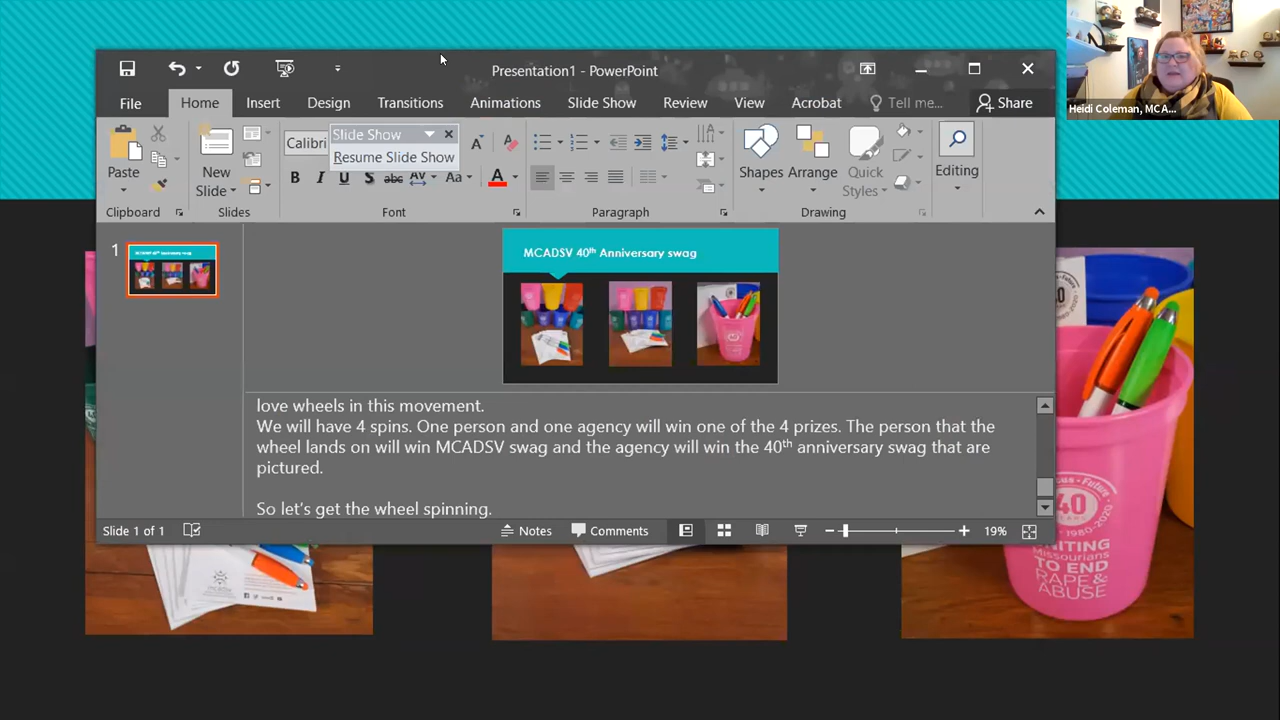 Presentation1 - PowerPoint
Heidi Coleman, MCA...
File Home Insert Design Transitions Animations Slide Show Review View Acrobat Tell me... Share
Slide Show
Resume Slide Show
Calibri
Paste
New
Slide
Shapes
Arrange
Quick
Styles
Editing
Clipboard
Slides
Font
Paragraph
Drawing
1
MCADSV 40th Anniversary swag
love wheels in this movement.
We will have 4 spins. One person and one agency will win one of the 4 prizes. The person that the
wheel lands on will win MCADSV swag and the agency will win the 40th anniversary swag that are
pictured.
So let's get the wheel spinning.
Slide 1 of 1
Notes
Comments
19%
40
1980-2020
UNITING
Missourians
TO END
RAPE &
ABUSE